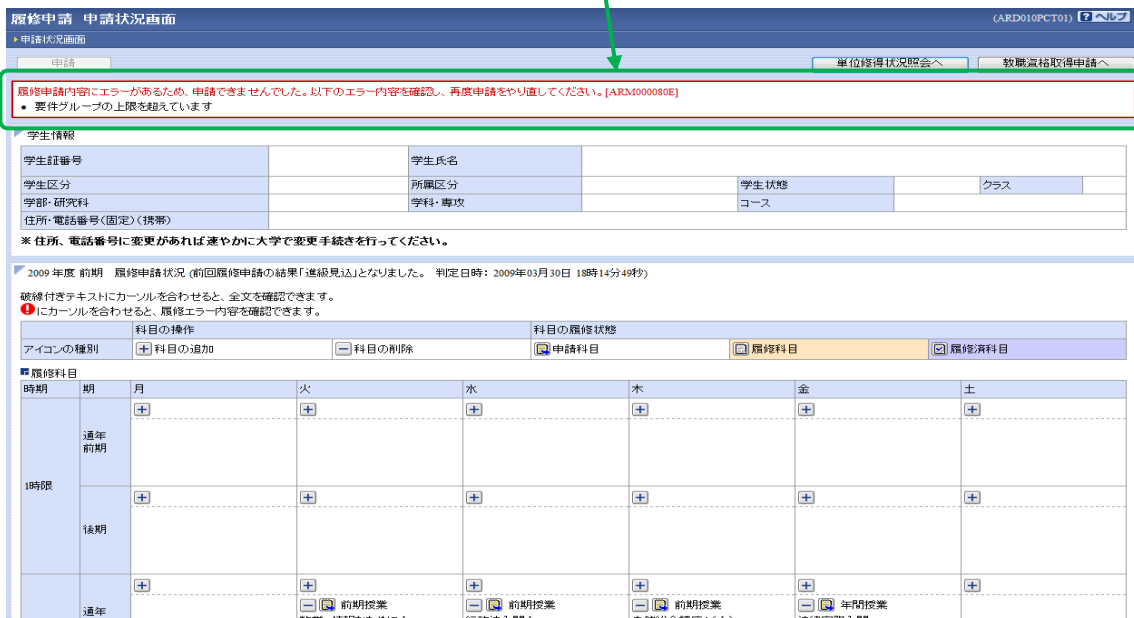 履修申請 申請状況画面
(ARD010PCT01) ? ヘルプ
申請状況画面
申請
単位修得状況照会へ
教職資格取得申請へ
履修申請内容にエラーがあるため、申請できませんでした。以下のエラー内容を確認し、再度申請をやり直してください。[ARM000080E]
• 要件グループの上限を超えています
学生情報
学生証番号 学生氏名
学生区分 所属区分 学生状態 クラス
学部・研究科 学科・専攻 コース
住所・電話番号(固定)(携帯)
※ 住所、電話番号に変更があれば速やかに大学で変更手続きを行ってください。
2009 年度 前期 履修申請状況 (前回履修申請の結果「進級見込」となりました。 判定日時: 2009年03月30日 18時14分49秒)
破線付きテキストにカーソルを合わせると、全文を確認できます。
にカーソルを合わせると、履修エラー内容を確認できます。
科目の操作 科目の履修状態
アイコンの種別 科目の追加 科目の削除 申請科目 履修科目 履修済科目
履修科目
時期 期 月 火 水 木 金 土
通年
前期
1時限
後期
通年
前期授業 前期授業 前期授業 年間授業